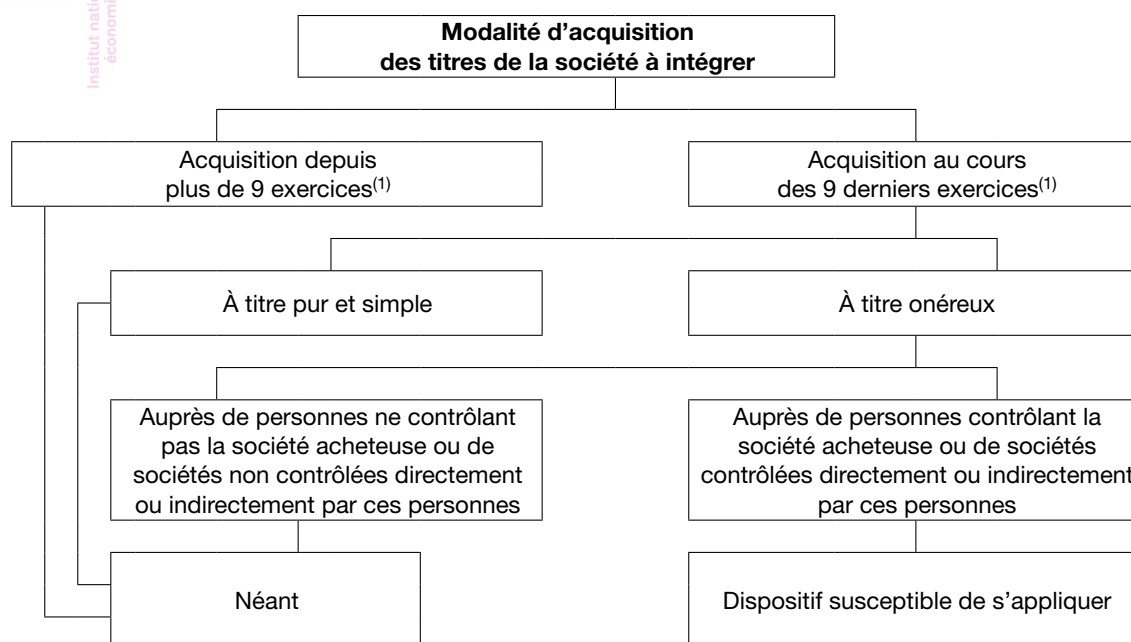 Institut nati
économi
Modalité d’acquisition
des titres de la société à intégrer
Acquisition depuis
plus de 9 exercices(1)
Acquisition au cours
des 9 derniers exercices(1)
À titre pur et simple
À titre onéreux
Auprès de personnes ne contrôlant
pas la société acheteuse ou de
sociétés non contrôlées directement
ou indirectement par ces personnes
Auprès de personnes contrôlant la
société acheteuse ou de sociétés
contrôlées directement ou indirectement
par ces personnes
Néant
Dispositif susceptible de s’appliquer